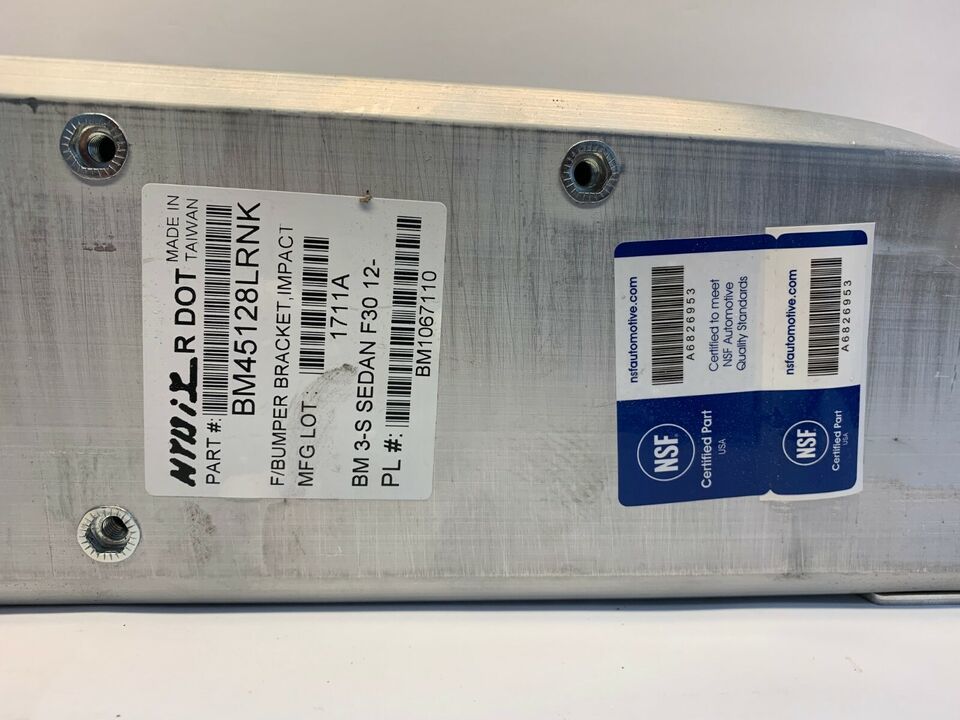 R DOT MADE IN TAIWAN
PART #:
BM45128LRNK
F/BUMPER BRACKET,IMPACT
MFG LOT :
17111A
BM 3-S SEDAN F30 12-
PL #:
BM1067110
nsfautomotive.com
A6826953
Certified to meet
NSF Automotive
Quality Standards
NSF
Certified Part
USA
nsfautomotive.com
A6826953
NSF
Certified Part
USA